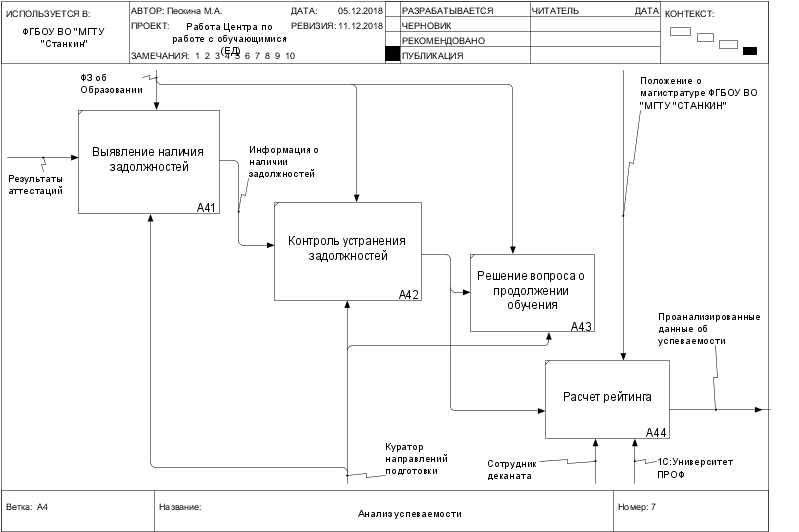 ИСПОЛЬЗУЕТСЯ В:
ФГБОУ ВО "МГТУ
"Станкин"
АВТОР: Пескина М.А.
ДАТА: 05.12.2018
ПРОЕКТ: Работа Центра по
работе с обучающимися
(ЕД)
РЕВИЗИЯ: 11.12.2018
ЗАМЕЧАНИЯ: 1 2 3 4 5 6 7 8 9 10
РАЗРАБАТЫВАЕТСЯ
ЧЕРНОВИК
РЕКОМЕНДОВАНО
ПУБЛИКАЦИЯ
ЧИТАТЕЛЬ ДАТА
КОНТЕКСТ:
ФЗ об
Образовании
Положение о
магистратуре ФГБОУ ВО
"МГТУ "СТАНКИН"
Выявление наличия
задолжностей
A41
Результаты
аттестаций
Информация о
наличии
задолжностей
Контроль устранения
задолжностей
A42
Решение вопроса о
продолжении
обучения
A43
Проанализированные
данные об
успеваемости
Расчет рейтинга
A44
Куратор
направлений
подготовки
Сотрудник
деканата
1С:Университет
ПРОФ
Ветка: A4
Название:
Анализ успеваемости
Номер: 7